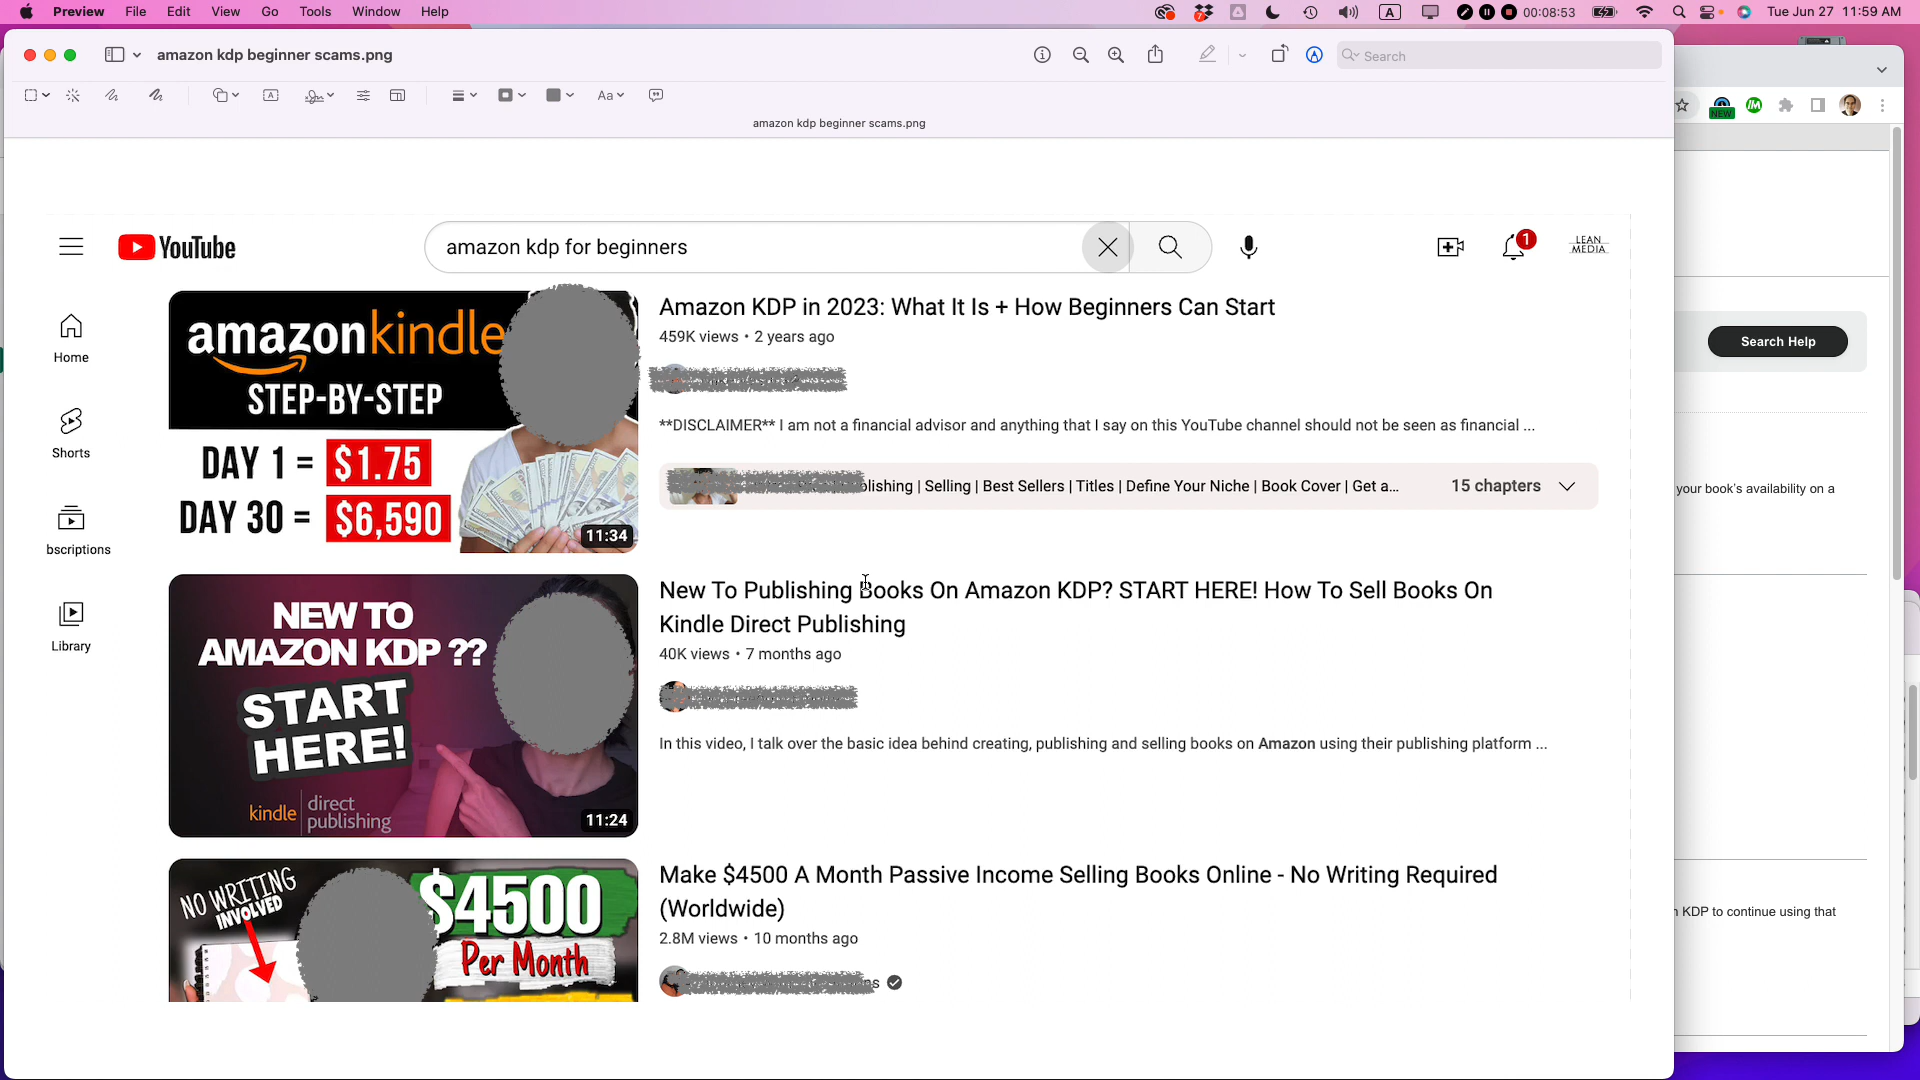 Preview File Edit View Go Tools Window Help
7 A 00:08:53 Tue Jun 27 11:59 AM
amazon kdp beginner scams.png
Search
A Aa
NEW
amazon kdp beginner scams.png
YouTube
amazon kdp for beginners
1
LEAN
MEDIA
Home
Shorts
bscriptions
Library
amazonkindle
STEP-BY-STEP
DAY 1 = $1.75
DAY 30 = $6,590
11:34
Amazon KDP in 2023: What It Is + How Beginners Can Start
459K views • 2 years ago
**DISCLAIMER** I am not a financial advisor and anything that I say on this YouTube channel should not be seen as financial ...
blishing | Selling | Best Sellers | Titles | Define Your Niche | Book Cover | Get a... 15 chapters
NEW TO
AMAZON KDP ??
START
HERE!
kindle direct
publishing
11:24
New To Publishing Books On Amazon KDP? START HERE! How To Sell Books On
Kindle Direct Publishing
40K views • 7 months ago
In this video, I talk over the basic idea behind creating, publishing and selling books on Amazon using their publishing platform ...
NO WRITING
INVOLVED
$4500
Per Month
Make $4500 A Month Passive Income Selling Books Online - No Writing Required
(Worldwide)
2.8M views • 10 months ago
Search Help
your book's availability on a
KDP to continue using that